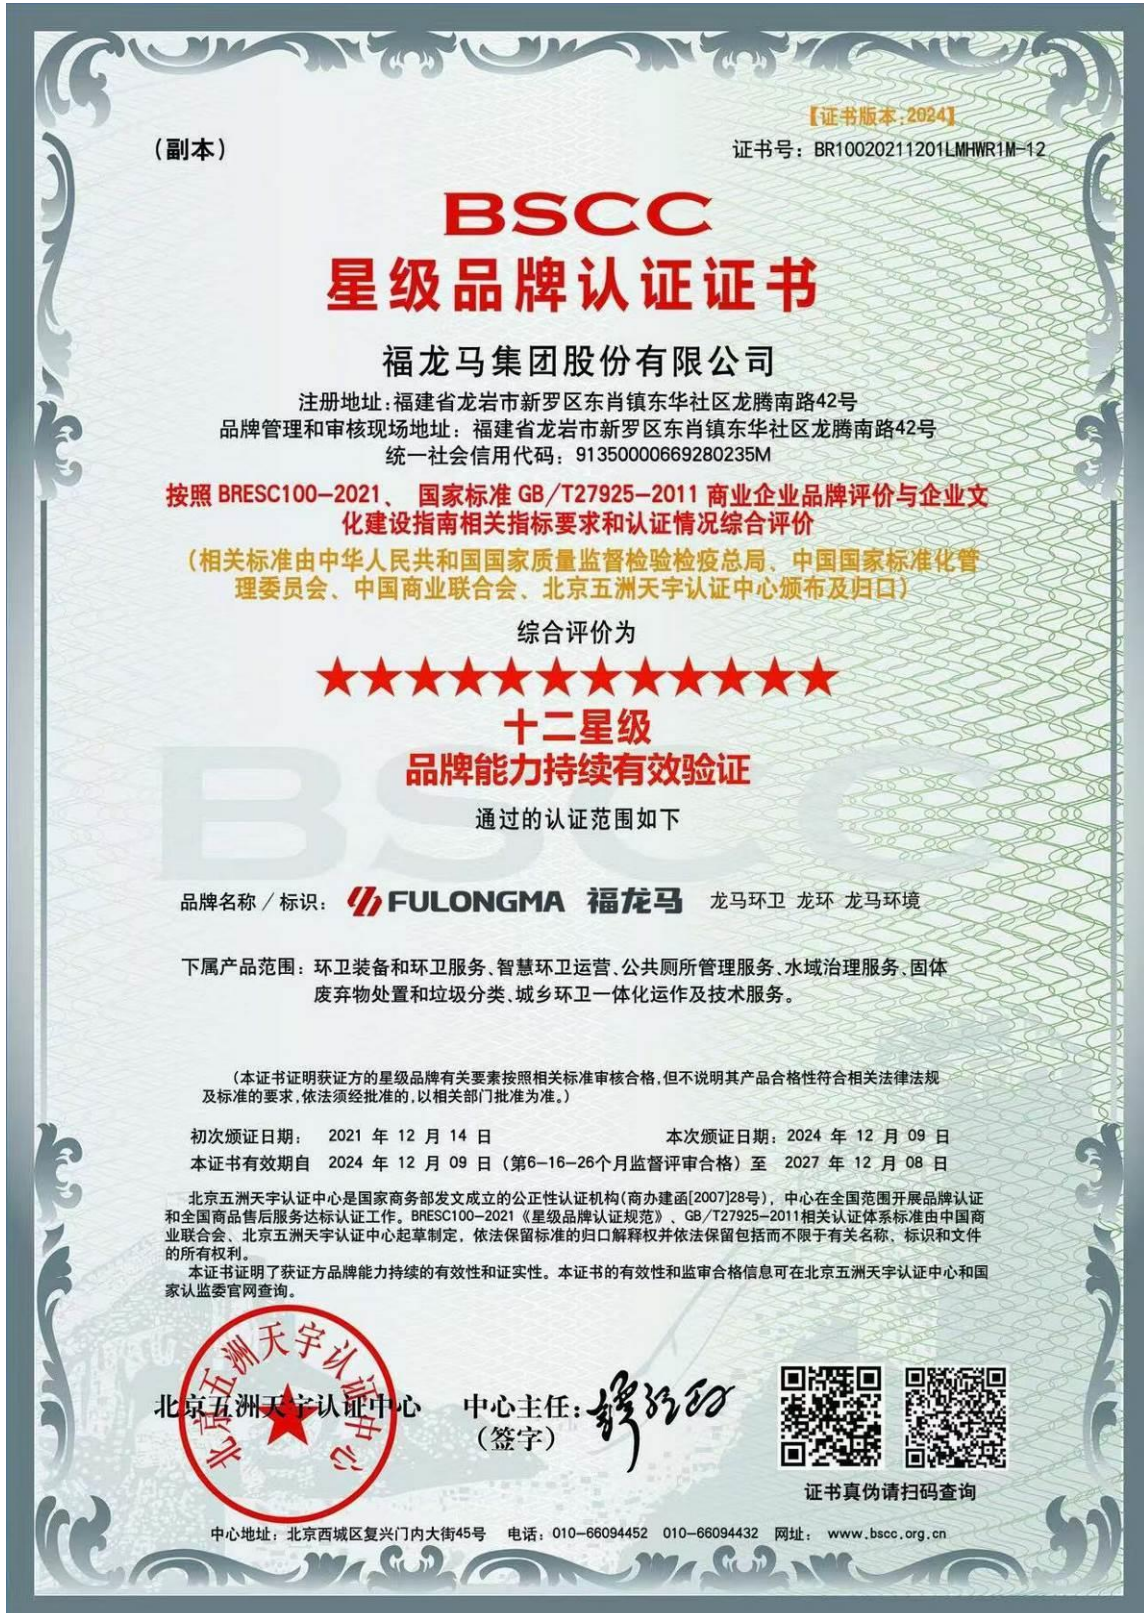 【证书版本:2024】
（副本）
证书号：BR10020211201LMHWR1M-12
BSCC
星级品牌认证证书
福龙马集团股份有限公司
注册地址:福建省龙岩市新罗区东肖镇东华社区龙腾南路42号
品牌管理和审核现场地址：福建省龙岩市新罗区东肖镇东华社区龙腾南路42号
统一社会信用代码：91350000669280235M
按照 BRESC100-2021、 国家标准 GB/T27925-2011 商业企业品牌评价与企业文
化建设指南相关指标要求和认证情况综合评价
（相关标准由中华人民共和国国家质量监督检验检疫总局、中国国家标准化管
理委员会、中国商业联合会、北京五洲天宇认证中心颁布及归口）
综合评价为
★★★★★★★★★★★★
十二星级
品牌能力持续有效验证
通过的认证范围如下
BSCC
品牌名称/标识： FULONGMA 福龙马 龙马环卫 龙环 龙马环境
下属产品范围：环卫装备和环卫服务、智慧环卫运营、公共厕所管理服务、水域治理服务、固体
废弃物处置和垃圾分类、城乡环卫一体化运作及技术服务。
（本证书证明获证方的星级品牌有关要素按照相关标准审核合格,但不说明其产品合格性符合相关法律法规
及标准的要求,依法须经批准的,以相关部门批准为准。）
初次颁证日期： 2021 年 12 月 14 日 本次颁证日期：2024 年 12 月 09 日
本证书有效期自 2024 年 12 月 09 日（第6-16-26个月监督评审合格）至 2027 年 12 月 08 日
北京五洲天宇认证中心是国家商务部发文成立的公正性认证机构(商办建函[2007]28号)，中心在全国范围开展品牌认证
和全国商品售后服务达标认证工作。BRESC100-2021《星级品牌认证规范》、GB/T27925-2011相关认证体系标准由中国商
业联合会、北京五洲天宇认证中心起草制定，依法保留标准的归口解释权并依法保留包括而不限于有关名称、标识和文件
的所有权利。
本证书证明了获证方品牌能力持续的有效性和证实性。本证书的有效性和监审合格信息可在北京五洲天宇认证中心和国
家认监委官网查询。
北京五洲天宇认证中心
北京五洲天宇认证中心 中心主任：
（签字）
证书真伪请扫码查询
中心地址：北京西城区复兴门内大街45号 电话：010-66094452 010-66094432 网址： www.bscc.org.cn